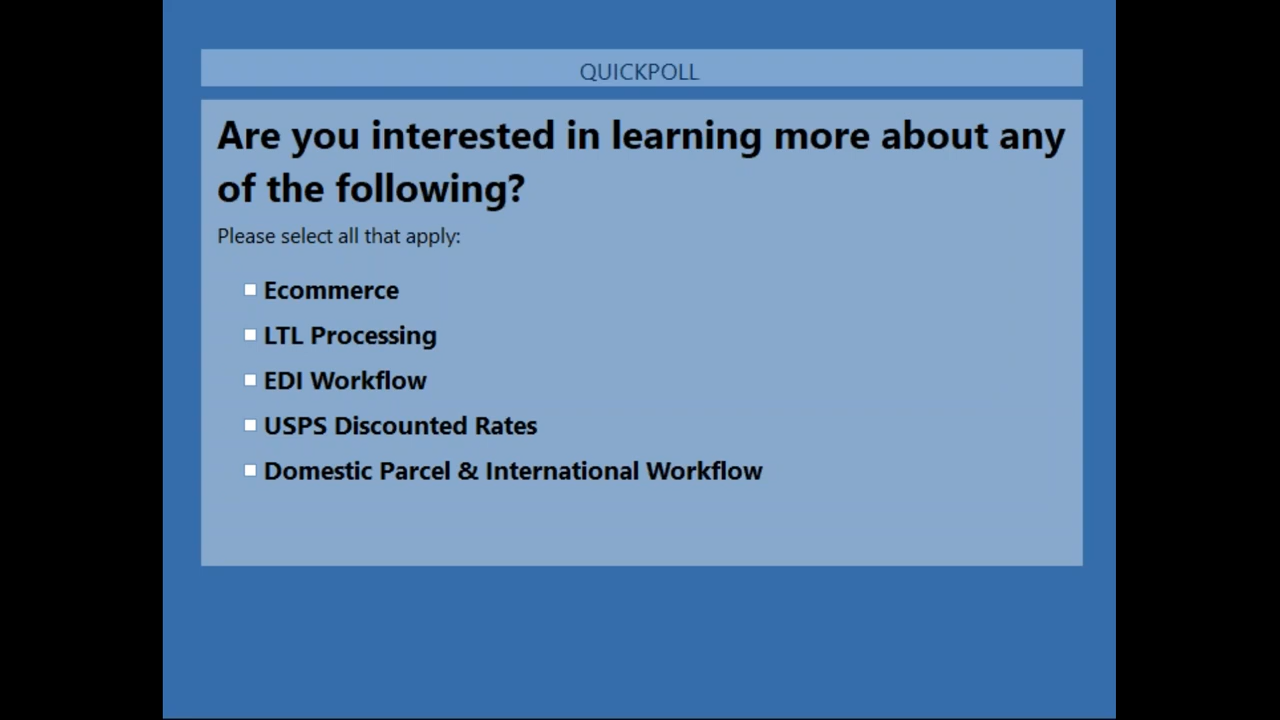 QUICKPOLL
Are you interested in learning more about any
of the following?
Please select all that apply:
Ecommerce
LTL Processing
EDI Workflow
USPS Discounted Rates
Domestic Parcel & International Workflow